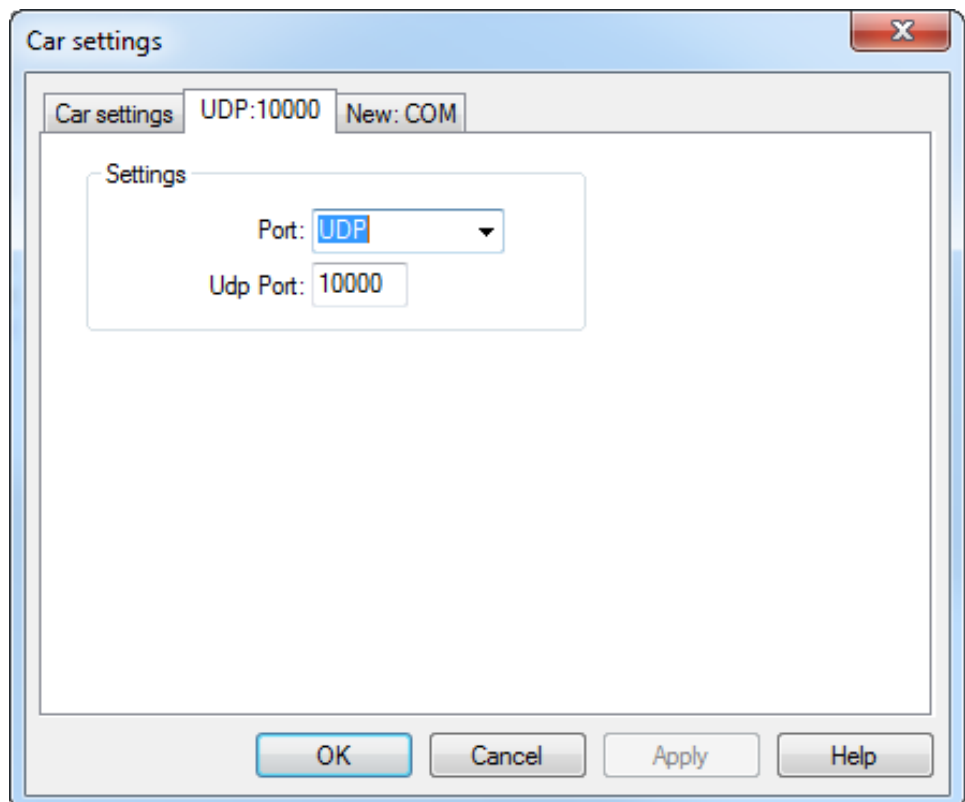 Car settings
Car settings UDP:10000 New: COM
Settings
Port: UDP
Udp Port: 10000
OK Cancel Apply Help